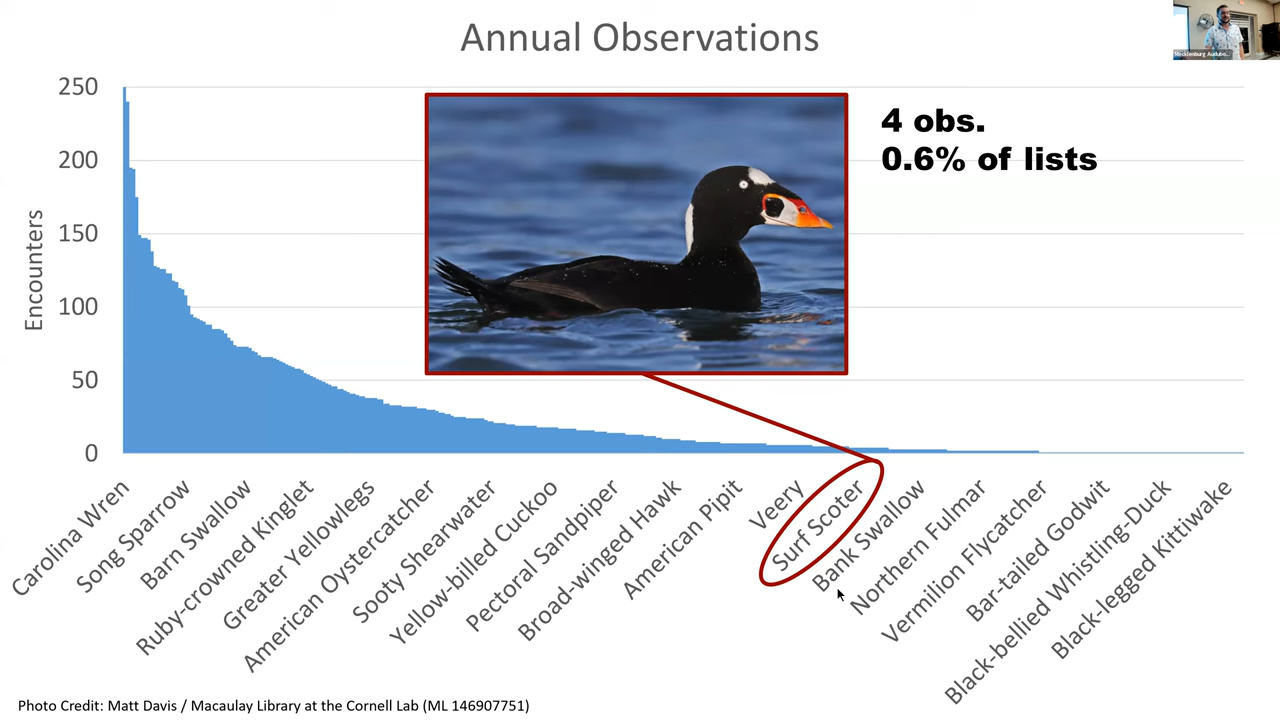 Annual Observations
Mecklenburg Audubo...
4 obs.
0.6% of lists
Encounters
250
200
150
100
50
0
Carolina Wren
Song Sparrow
Barn Swallow
Ruby-crowned Kinglet
Greater Yellowlegs
American Oystercatcher
Sooty Shearwater
Yellow-billed Cuckoo
Pectoral Sandpiper
Broad-winged Hawk
American Pipit
Veery
Surf Scoter
Bank Swallow
Northern Fulmar
Vermilion Flycatcher
Bar-tailed Godwit
Black-bellied Whistling-Duck
Black-legged Kittiwake
Photo Credit: Matt Davis / Macaulay Library at the Cornell Lab (ML 146907751)